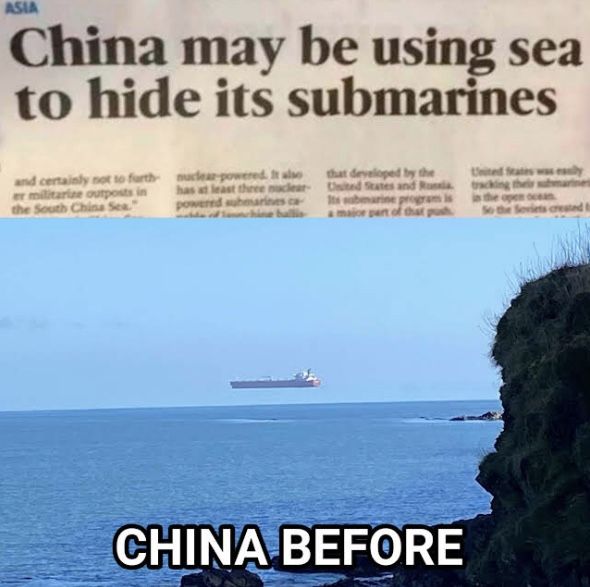 ASIA
China may be using sea
to hide its submarines
and certainly not to furth-
er militarize outposts in
the South China Sea."
nuclear-powered. It also
has at least three nuclear-
powered submarines ca-
that developed by the
United States and Russia.
Its submarine program is
a major part of that push
United States was easily
tracking their submarines
in the open ocean.
So the Soviets created
CHINA BEFORE